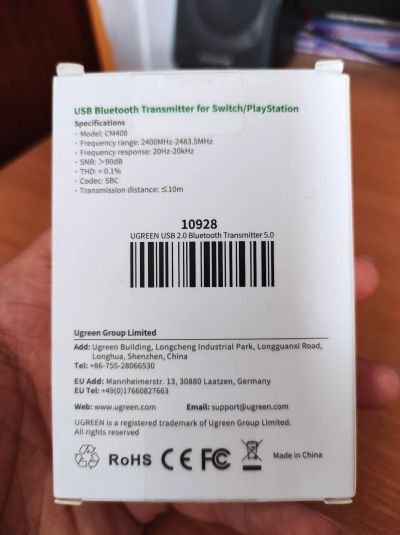 USB Bluetooth Transmitter for Switch/PlayStation
Specifications
· Model: CM408
· Frequency range: 2400MHz-2483.5MHz
· Frequency response: 20Hz-20kHz
· SNR: ＞90dB
· THD: < 0.1%
· Codec: SBC
· Transmission distance: ≤10m
10928
UGREEN USB 2.0 Bluetooth Transmitter 5.0
Ugreen Group Limited
Add: Ugreen Building, Longcheng Industrial Park, Longguanxi Road,
Longhua, Shenzhen, China
Tel: +86-755-28066530
EU Add: Mannheimerstr. 13, 30880 Laatzen, Germany
EU Tel: +49(0)17660827663
Web: www.ugreen.com Email: support@ugreen.com
UGREEN is a registered trademark of Ugreen Group Limited.
All rights reserved
RoHS CE FC Made in China